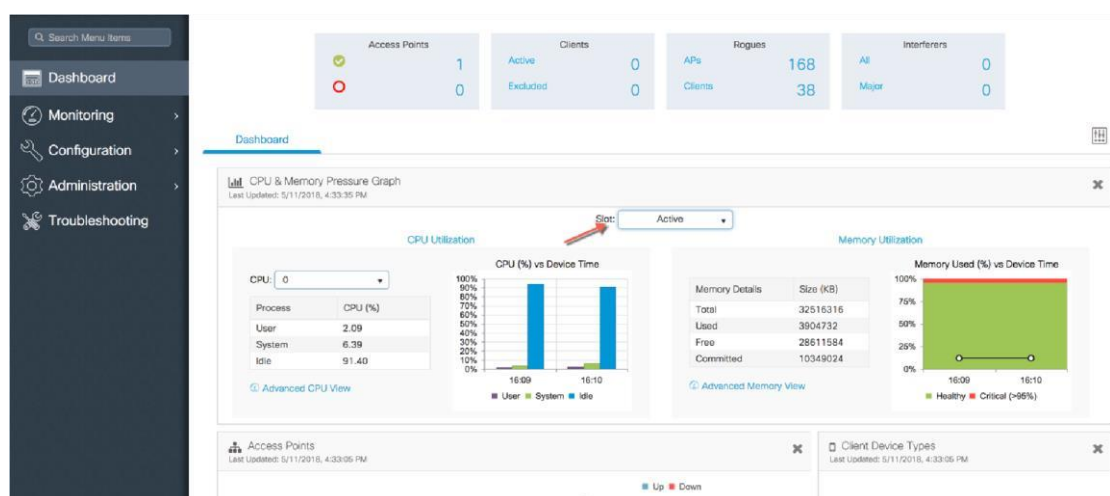 Search Menu Items
Dashboard
Monitoring
Configuration
Administration
Troubleshooting
Access Points
1
0
Clients
Active 0
Excluded 0
Rogues
APs 168
Clients 38
Interferers
All 0
Major 0
Dashboard
CPU & Memory Pressure Graph
Last Updated: 5/11/2018, 4:33:35 PM
Slot: Active
CPU Utilization
CPU: 0
Process CPU (%)
User 2.09
System 6.39
Idle 91.40
Advanced CPU View
CPU (%) vs Device Time
100%
90%
80%
70%
60%
50%
40%
30%
20%
10%
0%
16:09 16:10
User System Idle
Memory Utilization
Memory Details Size (KB)
Total 32516316
Used 3904732
Free 28611584
Committed 10349024
Advanced Memory View
Memory Used (%) vs Device Time
100%
75%
50%
25%
0%
16:09 16:10
Healthy Critical (>95%)
Access Points
Last Updated: 5/11/2018, 4:33:05 PM
Up Down
Client Device Types
Last Updated: 5/11/2018, 4:33:05 PM